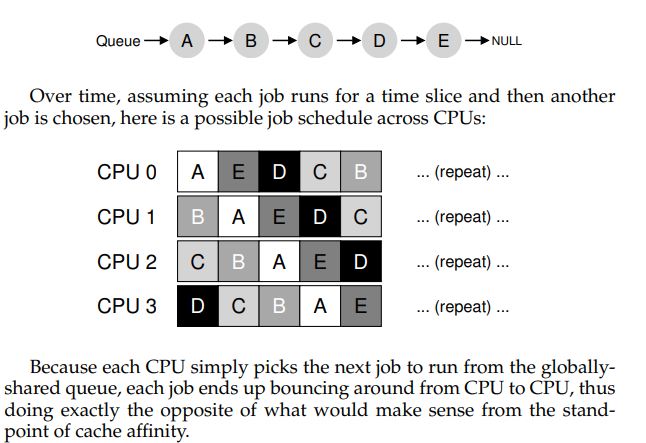 Queue A B C D E NULL
Over time, assuming each job runs for a time slice and then another
job is chosen, here is a possible job schedule across CPUs:
CPU 0 A E D C B ... (repeat) ...
CPU 1 B A E D C ... (repeat) ...
CPU 2 C B A E D ... (repeat) ...
CPU 3 D C B A E ... (repeat) ...
Because each CPU simply picks the next job to run from the globally-
shared queue, each job ends up bouncing around from CPU to CPU, thus
doing exactly the opposite of what would make sense from the stand-
point of cache affinity.